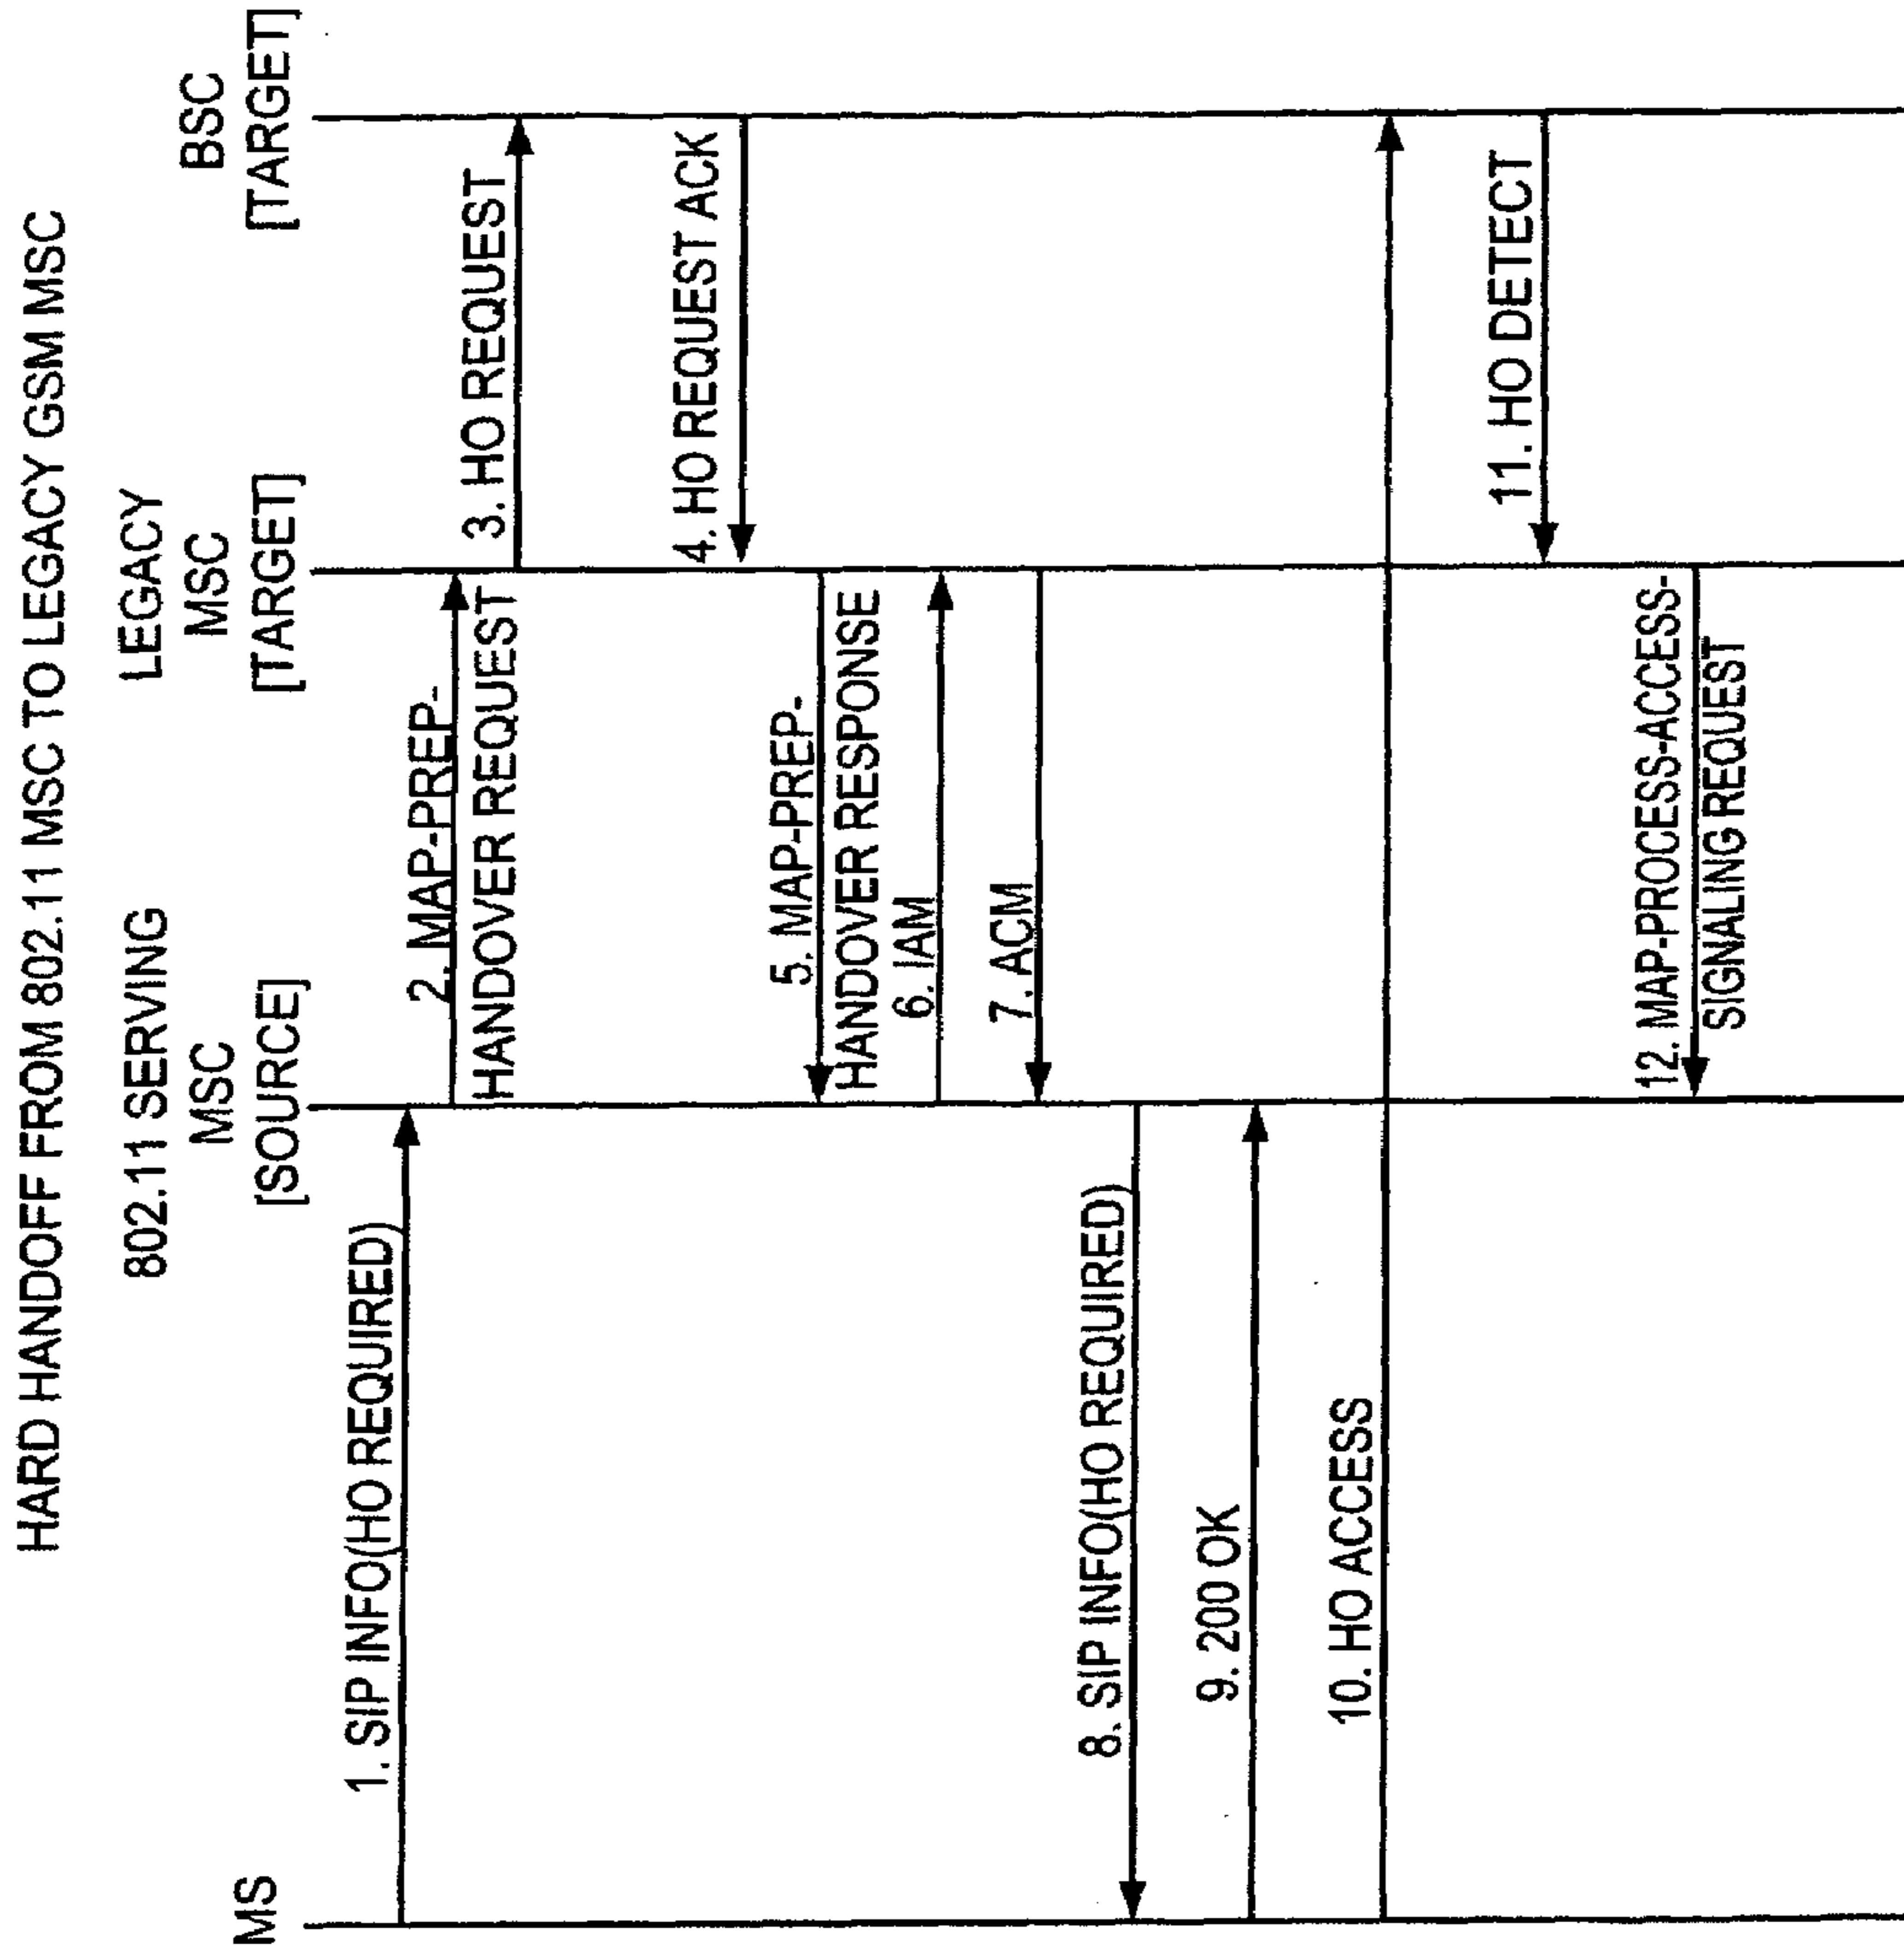 HARD HANDOFF FROM 802.11 MSC TO LEGACY GSM MSC
MS
802.11 SERVING
MSC
[SOURCE]
LEGACY
MSC
[TARGET]
BSC
[TARGET]
1. SIP INFO(HO REQUIRED)
2. MAP-PREP-
HANDOVER REQUEST
3. HO REQUEST
4. HO REQUEST ACK
5. MAP-PREP-
HANDOVER RESPONSE
6. IAM
7. ACM
8. SIP INFO(HO REQUIRED)
9. 200 OK
10. HO ACCESS
11. HO DETECT
12. MAP-PROCESS-ACCESS-
SIGNALING REQUEST